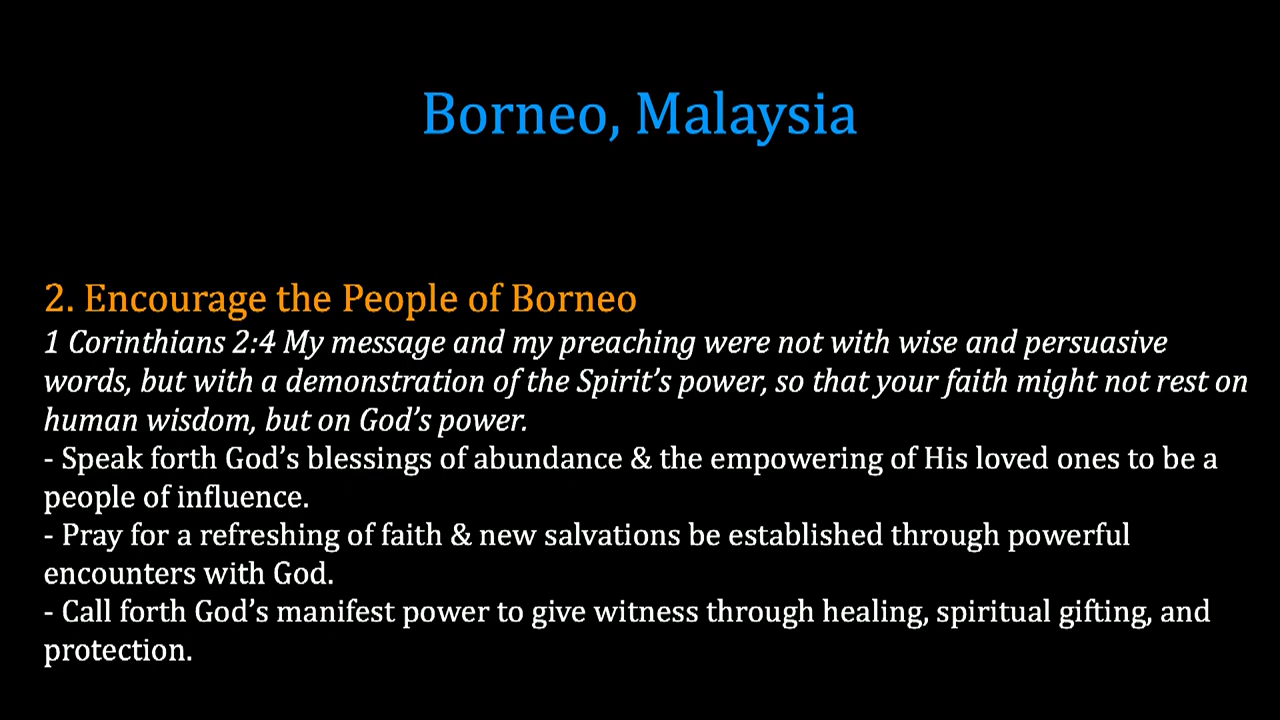 Borneo, Malaysia
2. Encourage the People of Borneo
1 Corinthians 2:4 My message and my preaching were not with wise and persuasive
words, but with a demonstration of the Spirit’s power, so that your faith might not rest on
human wisdom, but on God’s power.
- Speak forth God’s blessings of abundance & the empowering of His loved ones to be a
people of influence.
- Pray for a refreshing of faith & new salvations be established through powerful
encounters with God.
- Call forth God’s manifest power to give witness through healing, spiritual gifting, and
protection.